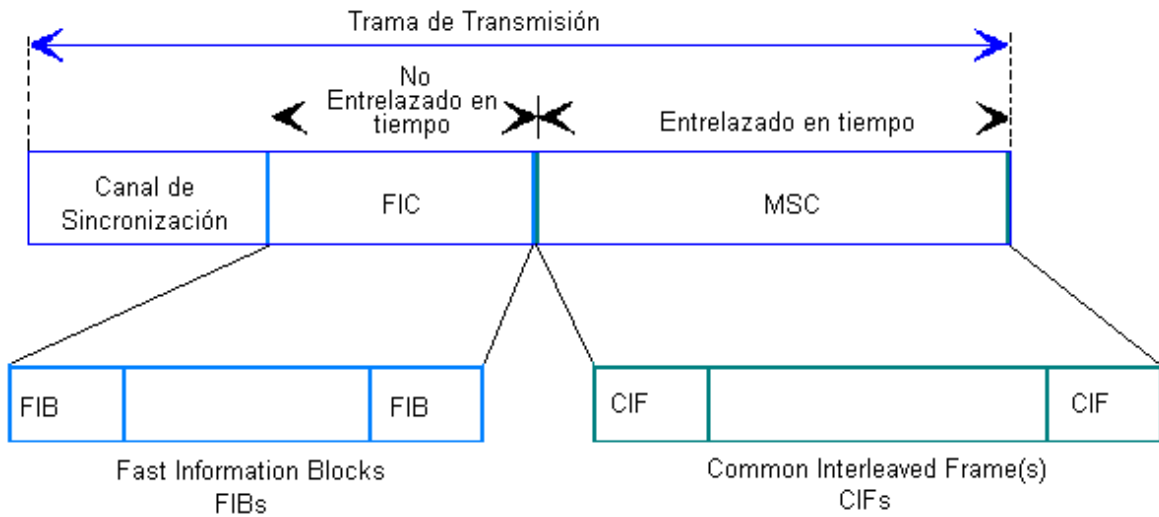 Trama de Transmisión
No
Entrelazado en
tiempo
Entrelazado en tiempo
Canal de
Sincronización
FIC
MSC
FIB
FIB
CIF
CIF
Fast Information Blocks
FIBs
Common Interleaved Frame(s)
CIFs